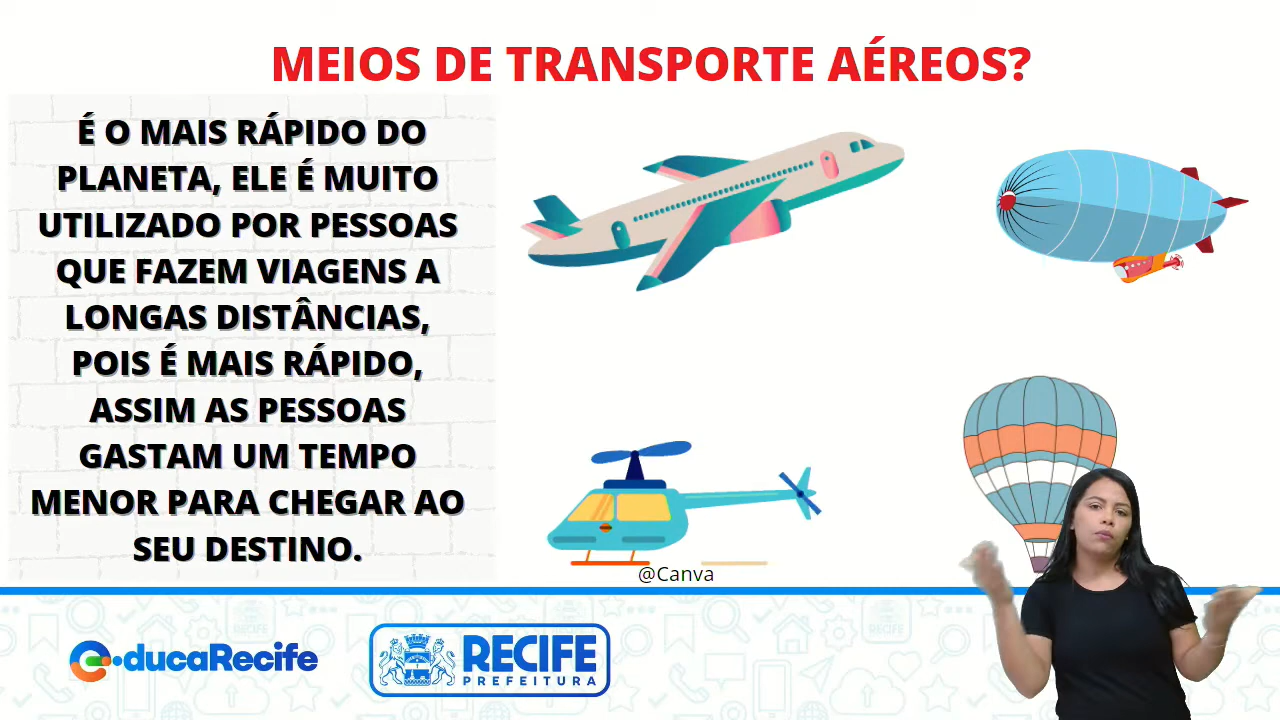 MEIOS DE TRANSPORTE AÉREOS?
É O MAIS RÁPIDO DO
PLANETA, ELE É MUITO
UTILIZADO POR PESSOAS
QUE FAZEM VIAGENS A
LONGAS DISTÂNCIAS,
POIS É MAIS RÁPIDO,
ASSIM AS PESSOAS
GASTAM UM TEMPO
MENOR PARA CHEGAR AO
SEU DESTINO.
@Canva
educaRecife
RECIFE
PREFEITURA